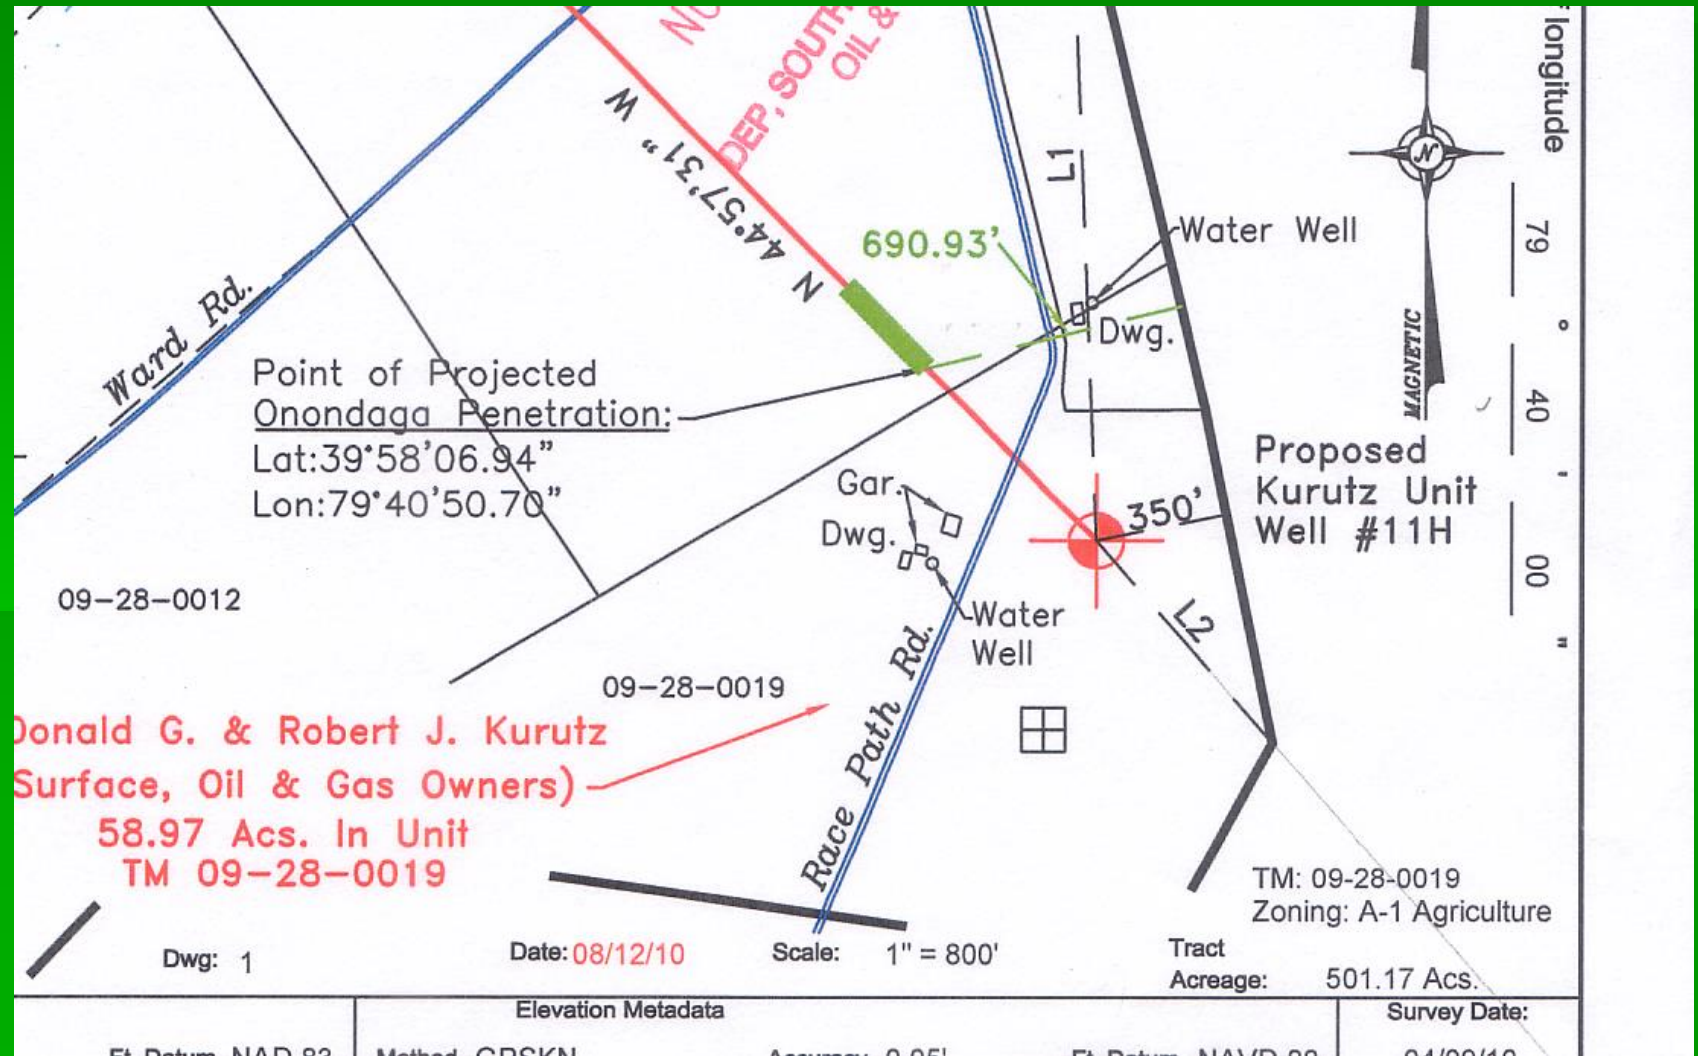 NO
DEP, SOUTH
OIL &
longitude
N 44°57'31" W
L1
Water Well
690.93'
79
°
Ward Rd.
Dwg.
MAGNETIC
N
Point of Projected
Onondaga Penetration:
Lat:39°58'06.94"
Lon:79°40'50.70"
40
'
Proposed
Kurutz Unit
Well #11H
Gar.
Dwg.
350'
00
"
09-28-0012
Water
Well
L2
09-28-0019
Race Path Rd.
Donald G. & Robert J. Kurutz
Surface, Oil & Gas Owners)
58.97 Acs. In Unit
TM 09-28-0019
TM: 09-28-0019
Zoning: A-1 Agriculture
Dwg: 1
Date: 08/12/10
Scale: 1" = 800'
Tract
Acreage: 501.17 Acs.
Elevation Metadata
Survey Date: